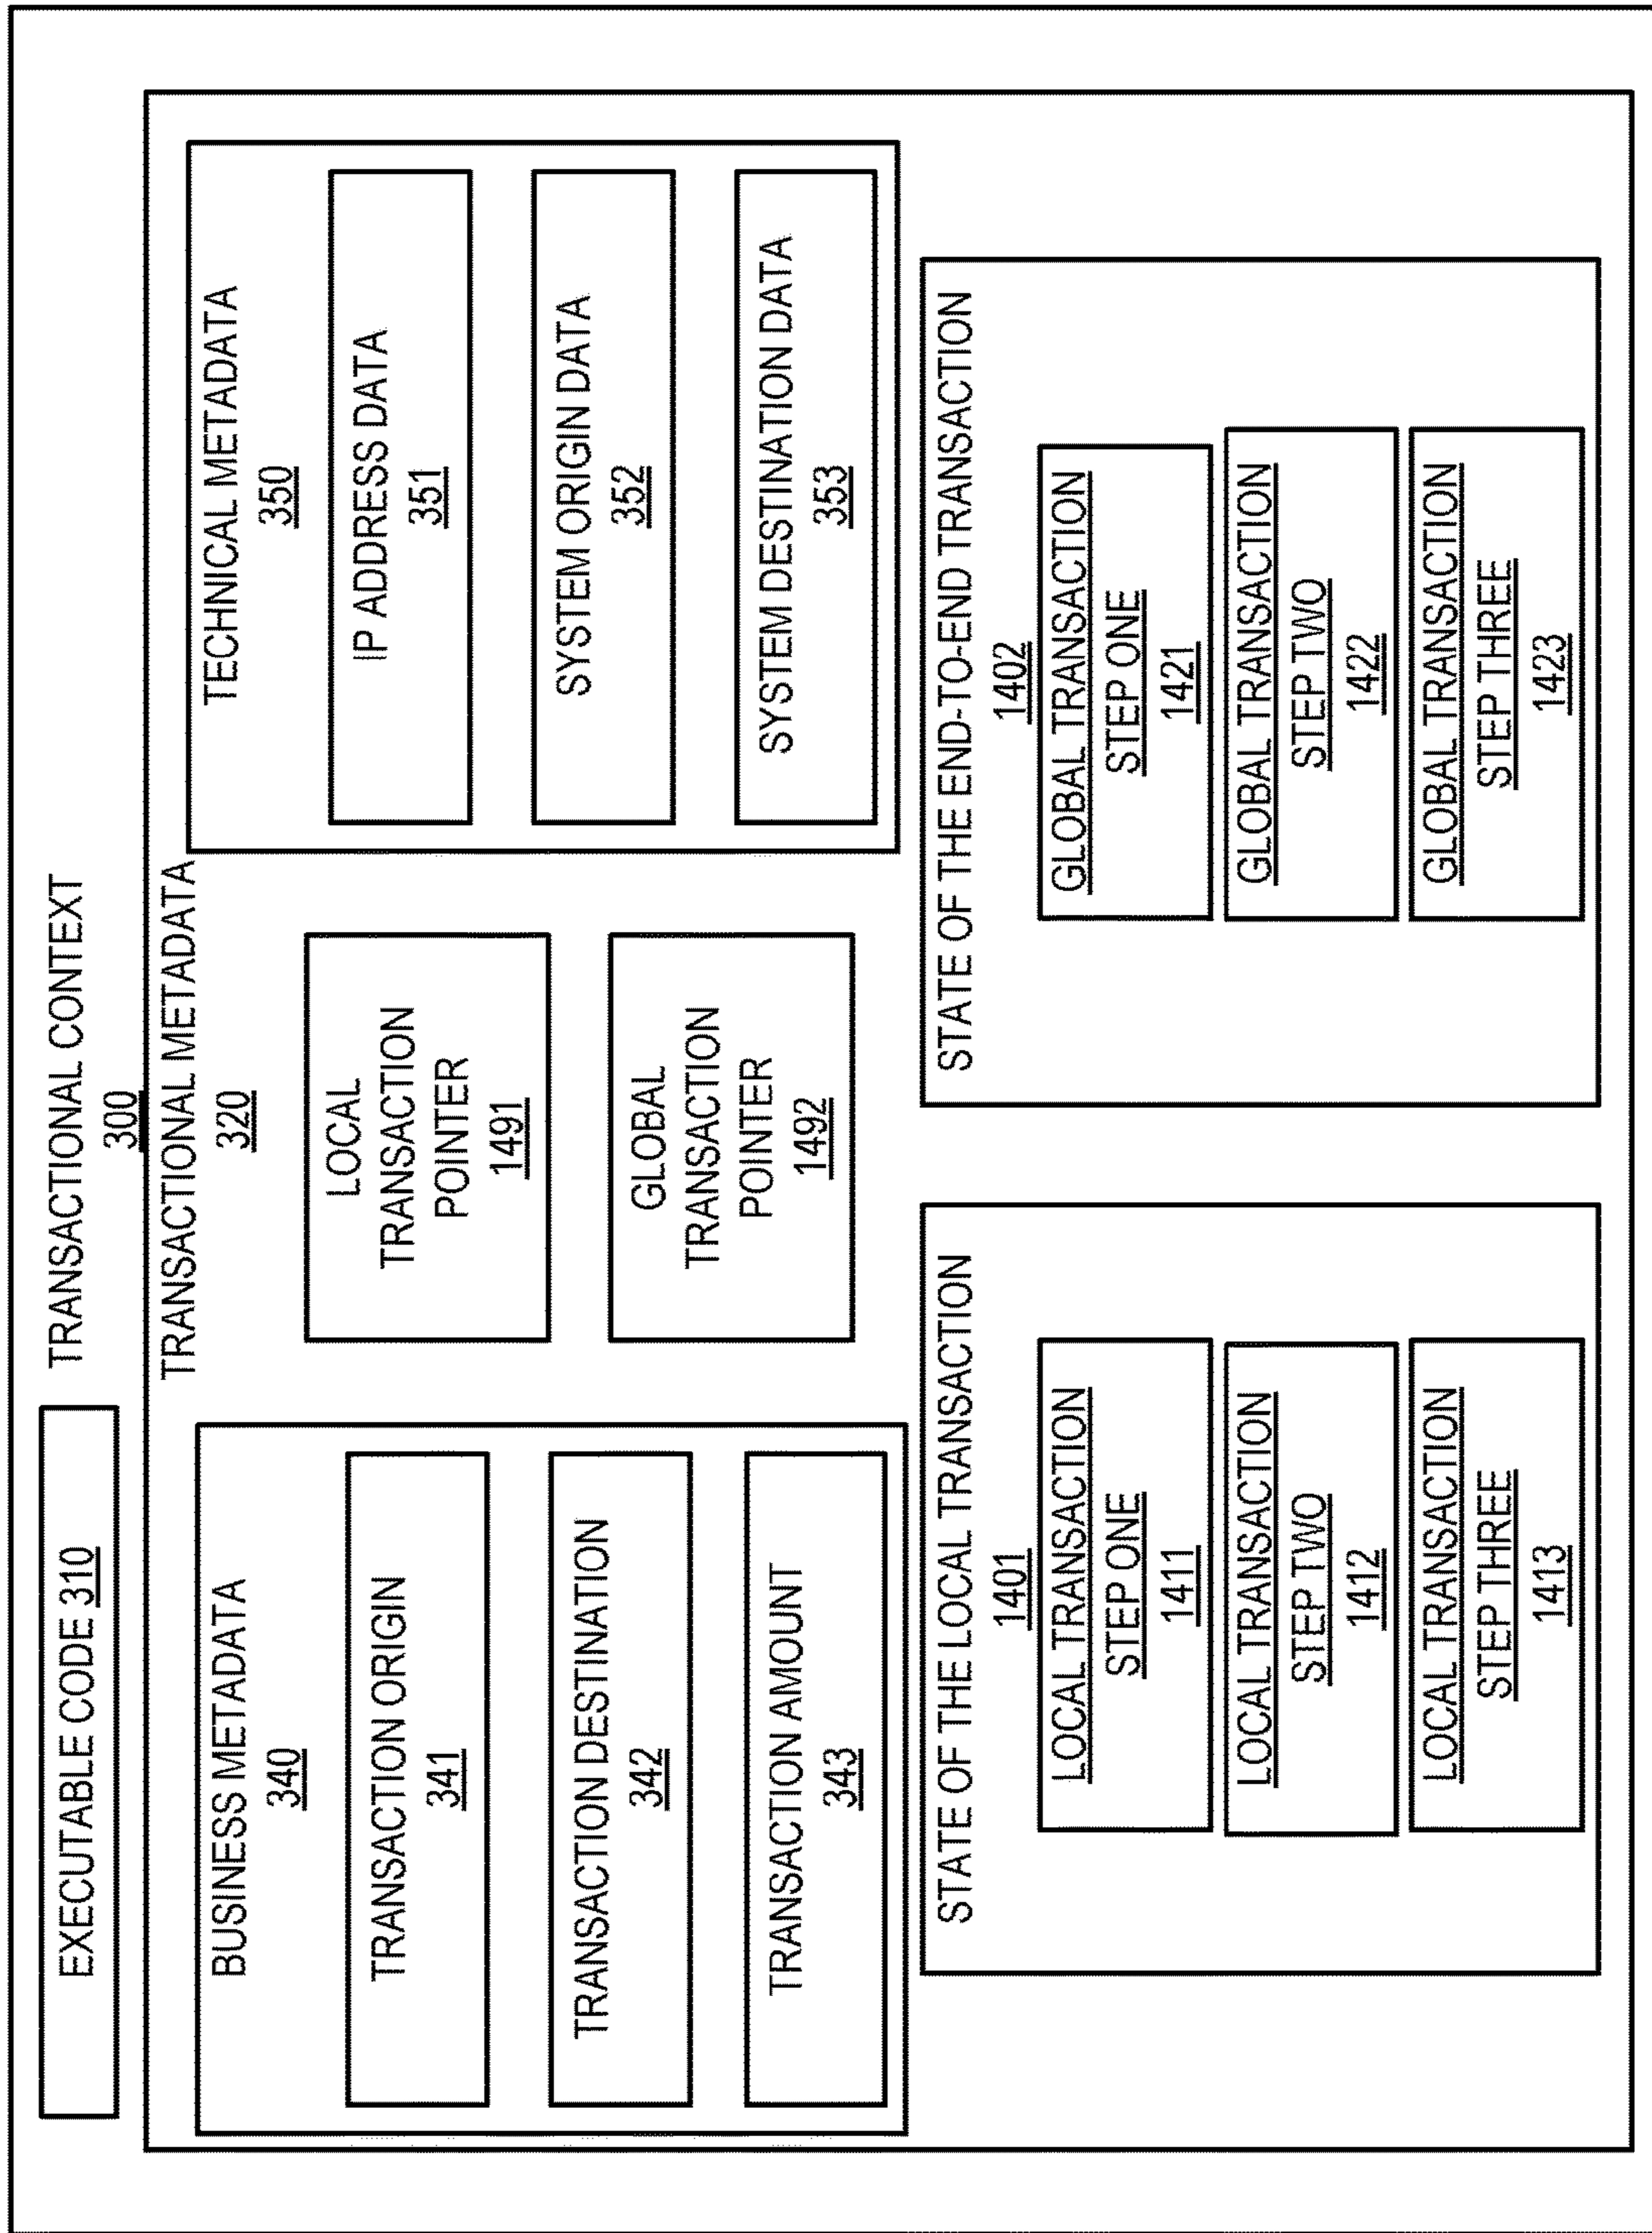 EXECUTABLE CODE 310
TRANSACTIONAL CONTEXT
300
TRANSACTIONAL METADATA
320
BUSINESS METADATA
340
TRANSACTION ORIGIN
341
TRANSACTION DESTINATION
342
TRANSACTION AMOUNT
343
LOCAL
TRANSACTION
POINTER
1491
GLOBAL
TRANSACTION
POINTER
1492
TECHNICAL METADATA
350
IP ADDRESS DATA
351
SYSTEM ORIGIN DATA
352
SYSTEM DESTINATION DATA
353
STATE OF THE LOCAL TRANSACTION
1401
LOCAL TRANSACTION
STEP ONE
1411
LOCAL TRANSACTION
STEP TWO
1412
LOCAL TRANSACTION
STEP THREE
1413
STATE OF THE END-TO-END TRANSACTION
1402
GLOBAL TRANSACTION
STEP ONE
1421
GLOBAL TRANSACTION
STEP TWO
1422
GLOBAL TRANSACTION
STEP THREE
1423